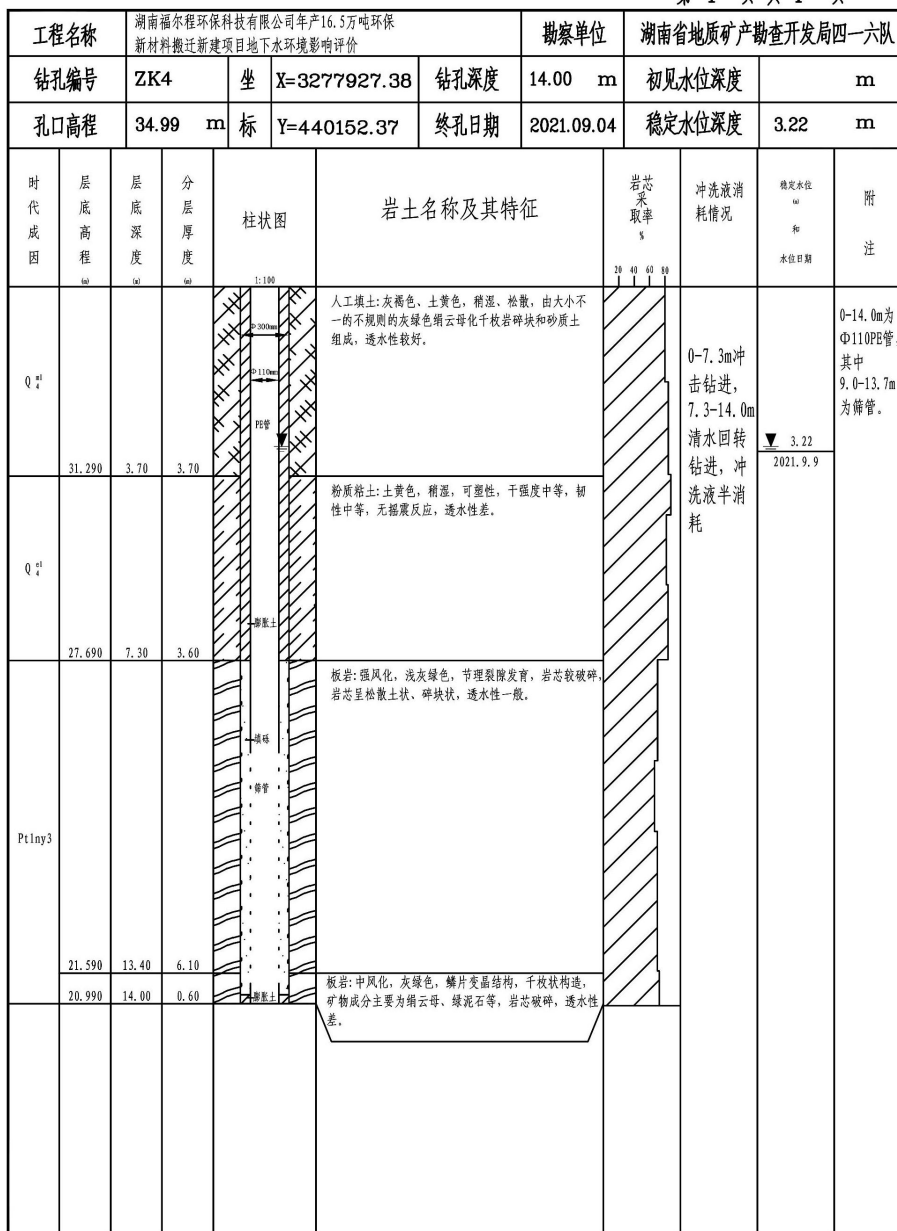 第 1 页 共 1 页
工程名称
湖南福尔程环保科技有限公司年产16.5万吨环保
新材料搬迁新建项目地下水环境影响评价
勘察单位
湖南省地质矿产勘查开发局四一六队
钻孔编号
ZK4
坐
X=3277927.38
钻孔深度
14.00 m
初见水位深度
m
孔口高程
34.99 m
标
Y=440152.37
终孔日期
2021.09.04
稳定水位深度
3.22 m
时代成因
层底高程(m)
层底深度(m)
分层厚度(m)
柱状图
1:100
岩土名称及其特征
岩芯采取率
%
20 40 60 80
冲洗液消
耗情况
稳定水位
(m)
和
水位日期
附注
Q ml 4
31.290 3.70 3.70
Φ300mm
Φ110mm
PE管
人工填土:灰褐色、土黄色,稍湿、松散,由大小不
一的不规则的灰绿色绢云母化千枚岩碎块和砂质土
组成,透水性较好。
0-7.3m冲
击钻进,
7.3-14.0m
清水回转
钻进,冲
洗液半消
耗
3.22
2021.9.9
0-14.0m为
Φ110PE管,
其中
9.0-13.7m
为筛管。
Q el 4
27.690 7.30 3.60
膨胀土
粉质粘土:土黄色,稍湿,可塑性,干强度中等,韧
性中等,无摇震反应,透水性差。
Pt1ny3
21.590 13.40 6.10
填砾
筛管
板岩:强风化,浅灰绿色,节理裂隙发育,岩芯较破碎,
岩芯呈松散土状、碎块状,透水性一般。
20.990 14.00 0.60
膨胀土
板岩:中风化,灰绿色,鳞片变晶结构,千枚状构造,
矿物成分主要为绢云母、绿泥石等,岩芯破碎,透水性
差。